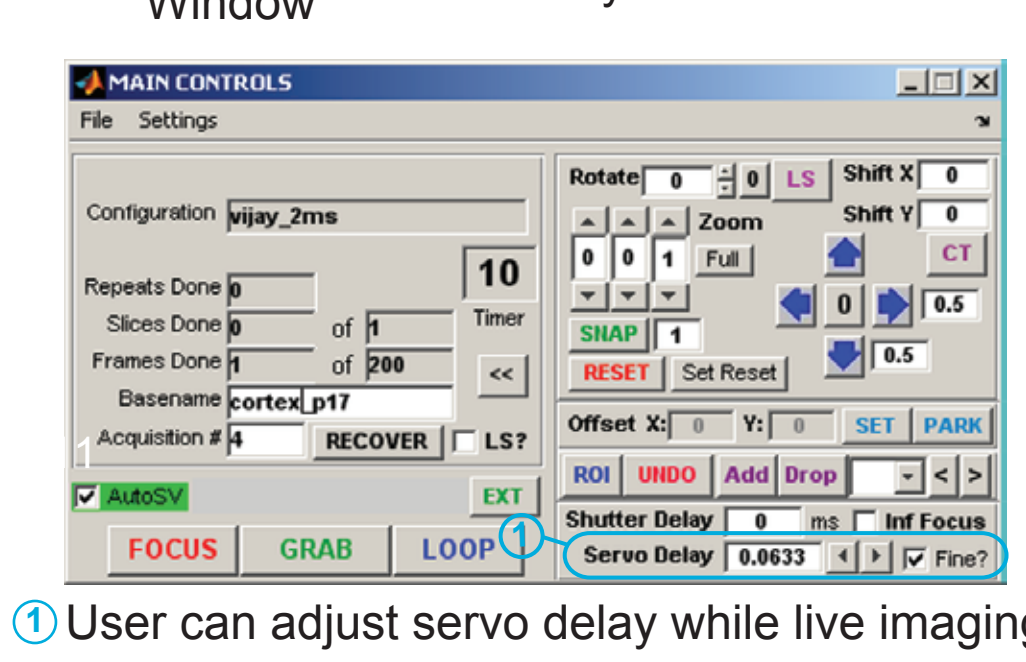 Window
MAIN CONTROLS
File Settings
Configuration vijay_2ms
Repeats Done 0
Slices Done 0 of 1
Frames Done 1 of 200
Basename cortex_p17
Acquisition # 4 RECOVER LS?
10
Timer
<<
1
AutoSV EXT
FOCUS GRAB LOOP
Rotate 0 0 LS Shift X 0
Zoom Shift Y 0
0 0 1 Full CT
0 0.5
SNAP 1
0.5
RESET Set Reset
Offset X: 0 Y: 0 SET PARK
ROI UNDO Add Drop < >
Shutter Delay 0 ms Inf Focus
1 Servo Delay 0.0633 Fine?
1 User can adjust servo delay while live imaging